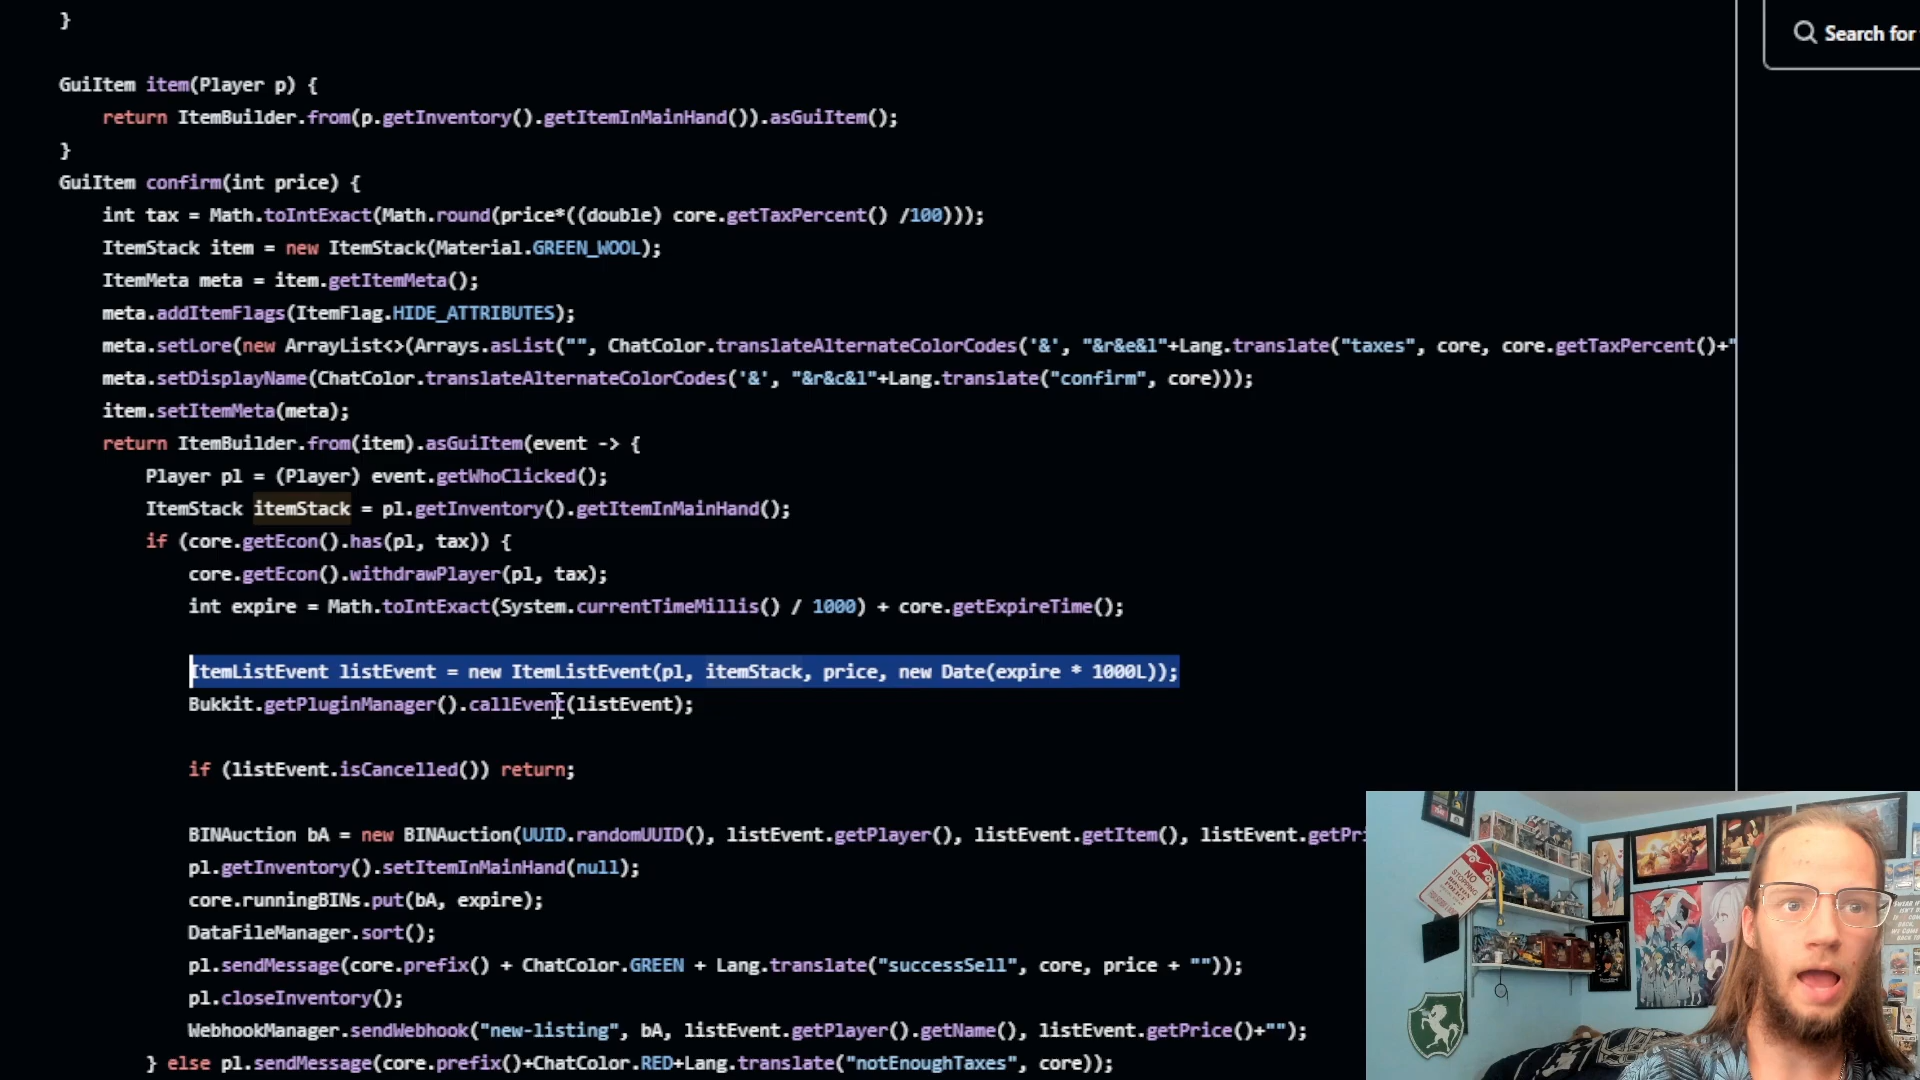 }
Search for
GuiItem item(Player p) {
return ItemBuilder.from(p.getInventory().getItemInMainHand()).asGuiItem();
}
GuiItem confirm(int price) {
int tax = Math.toIntExact(Math.round(price*((double) core.getTaxPercent() /100)));
ItemStack item = new ItemStack(Material.GREEN_WOOL);
ItemMeta meta = item.getItemMeta();
meta.addItemFlags(ItemFlag.HIDE_ATTRIBUTES);
meta.setLore(new ArrayList<>(Arrays.asList("", ChatColor.translateAlternateColorCodes('&', "&r&e&l"+Lang.translate("taxes", core, core.getTaxPercent()+"
meta.setDisplayName(ChatColor.translateAlternateColorCodes('&', "&r&c&l"+Lang.translate("confirm", core)));
item.setItemMeta(meta);
return ItemBuilder.from(item).asGuiItem(event -> {
Player pl = (Player) event.getWhoClicked();
ItemStack itemStack = pl.getInventory().getItemInMainHand();
if (core.getEcon().has(pl, tax)) {
core.getEcon().withdrawPlayer(pl, tax);
int expire = Math.toIntExact(System.currentTimeMillis() / 1000) + core.getExpireTime();
ItemListEvent listEvent = new ItemListEvent(pl, itemStack, price, new Date(expire * 1000L));
Bukkit.getPluginManager().callEvent(listEvent);
if (listEvent.isCancelled()) return;
BINAuction bA = new BINAuction(UUID.randomUUID(), listEvent.getPlayer(), listEvent.getItem(), listEvent.getPri
pl.getInventory().setItemInMainHand(null);
core.runningBINs.put(bA, expire);
DataFileManager.sort();
pl.sendMessage(core.prefix() + ChatColor.GREEN + Lang.translate("successSell", core, price + ""));
pl.closeInventory();
WebhookManager.sendWebhook("new-listing", bA, listEvent.getPlayer().getName(), listEvent.getPrice()+"");
} else pl.sendMessage(core.prefix()+ChatColor.RED+Lang.translate("notEnoughTaxes", core));
NO
STOPPING